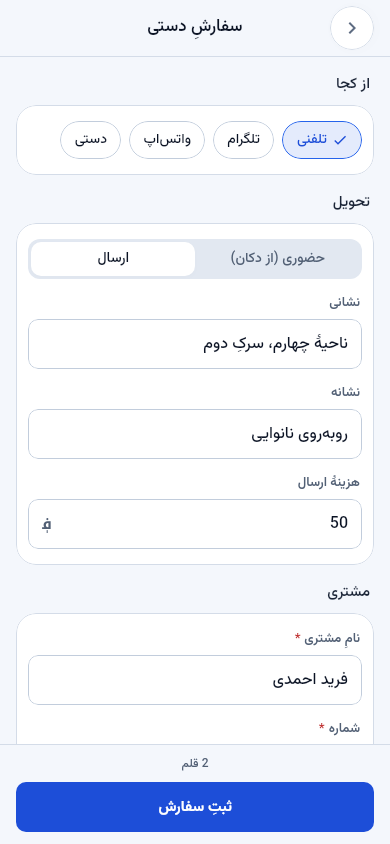 سفارشِ دستی
از کجا
تلفنی
تلگرام
واتس‌اپ
دستی
تحویل
حضوری (از دکان)
ارسال
نشانی
ناحیهٔ چهارم، سرکِ دوم
نشانه
روبه‌روی نانوایی
هزینهٔ ارسال
50 ؋
مشتری
نامِ مشتری *
فرید احمدی
شماره *
2 قلم
ثبتِ سفارش